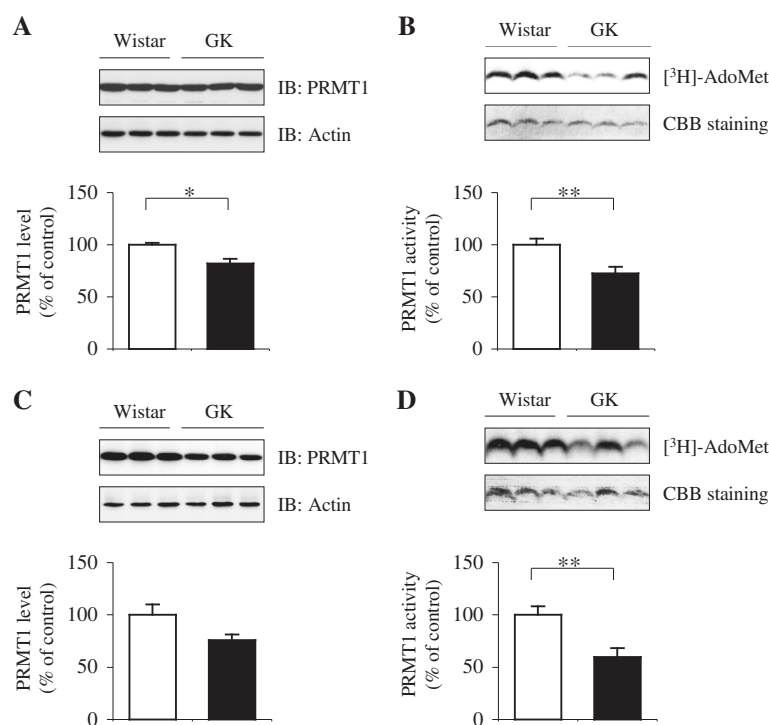 A
Wistar GK
IB: PRMT1
IB: Actin
PRMT1 level
(% of control)
150
100
50
0
*
B
Wistar GK
[³H]-AdoMet
CBB staining
PRMT1 activity
(% of control)
150
100
50
0
**
C
Wistar GK
IB: PRMT1
IB: Actin
PRMT1 level
(% of control)
150
100
50
0
D
Wistar GK
[³H]-AdoMet
CBB staining
PRMT1 activity
(% of control)
150
100
50
0
**